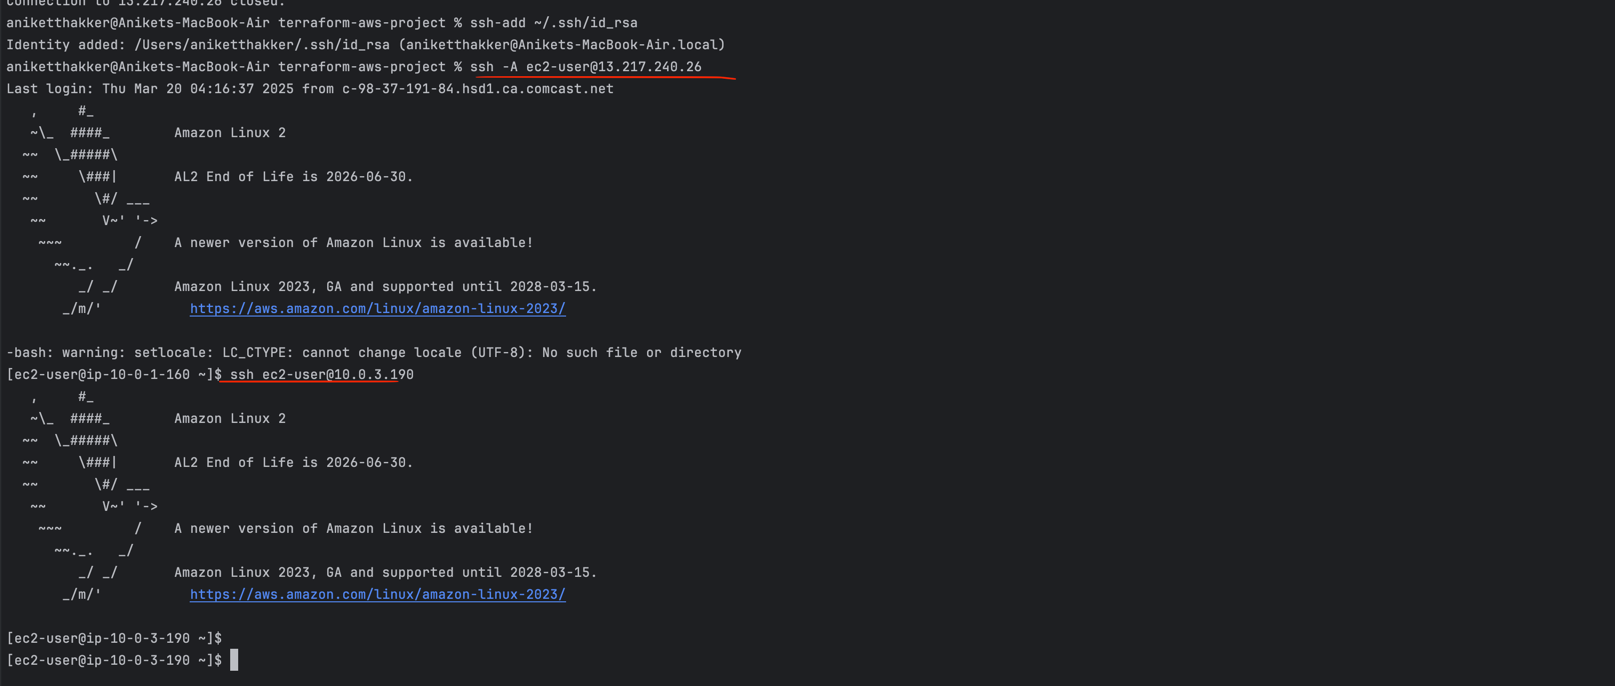 connection to 13.217.240.26 closed.
aniketthakker@Anikets-MacBook-Air terraform-aws-project % ssh-add ~/.ssh/id_rsa
Identity added: /Users/aniketthakker/.ssh/id_rsa (aniketthakker@Anikets-MacBook-Air.local)
aniketthakker@Anikets-MacBook-Air terraform-aws-project % ssh -A ec2-user@13.217.240.26
Last login: Thu Mar 20 04:16:37 2025 from c-98-37-191-84.hsd1.ca.comcast.net
   ,     #_
   ~\_  ####_        Amazon Linux 2
  ~~  \_#####\
  ~~     \###|       AL2 End of Life is 2026-06-30.
  ~~       \#/ ___
   ~~       V~' '->
    ~~~         /    A newer version of Amazon Linux is available!
      ~~._.   _/
         _/ _/       Amazon Linux 2023, GA and supported until 2028-03-15.
       _/m/'           https://aws.amazon.com/linux/amazon-linux-2023/
-bash: warning: setlocale: LC_CTYPE: cannot change locale (UTF-8): No such file or directory
[ec2-user@ip-10-0-1-160 ~]$ ssh ec2-user@10.0.3.190
   ,     #_
   ~\_  ####_        Amazon Linux 2
  ~~  \_#####\
  ~~     \###|       AL2 End of Life is 2026-06-30.
  ~~       \#/ ___
   ~~       V~' '->
    ~~~         /    A newer version of Amazon Linux is available!
      ~~._.   _/
         _/ _/       Amazon Linux 2023, GA and supported until 2028-03-15.
       _/m/'           https://aws.amazon.com/linux/amazon-linux-2023/
[ec2-user@ip-10-0-3-190 ~]$
[ec2-user@ip-10-0-3-190 ~]$